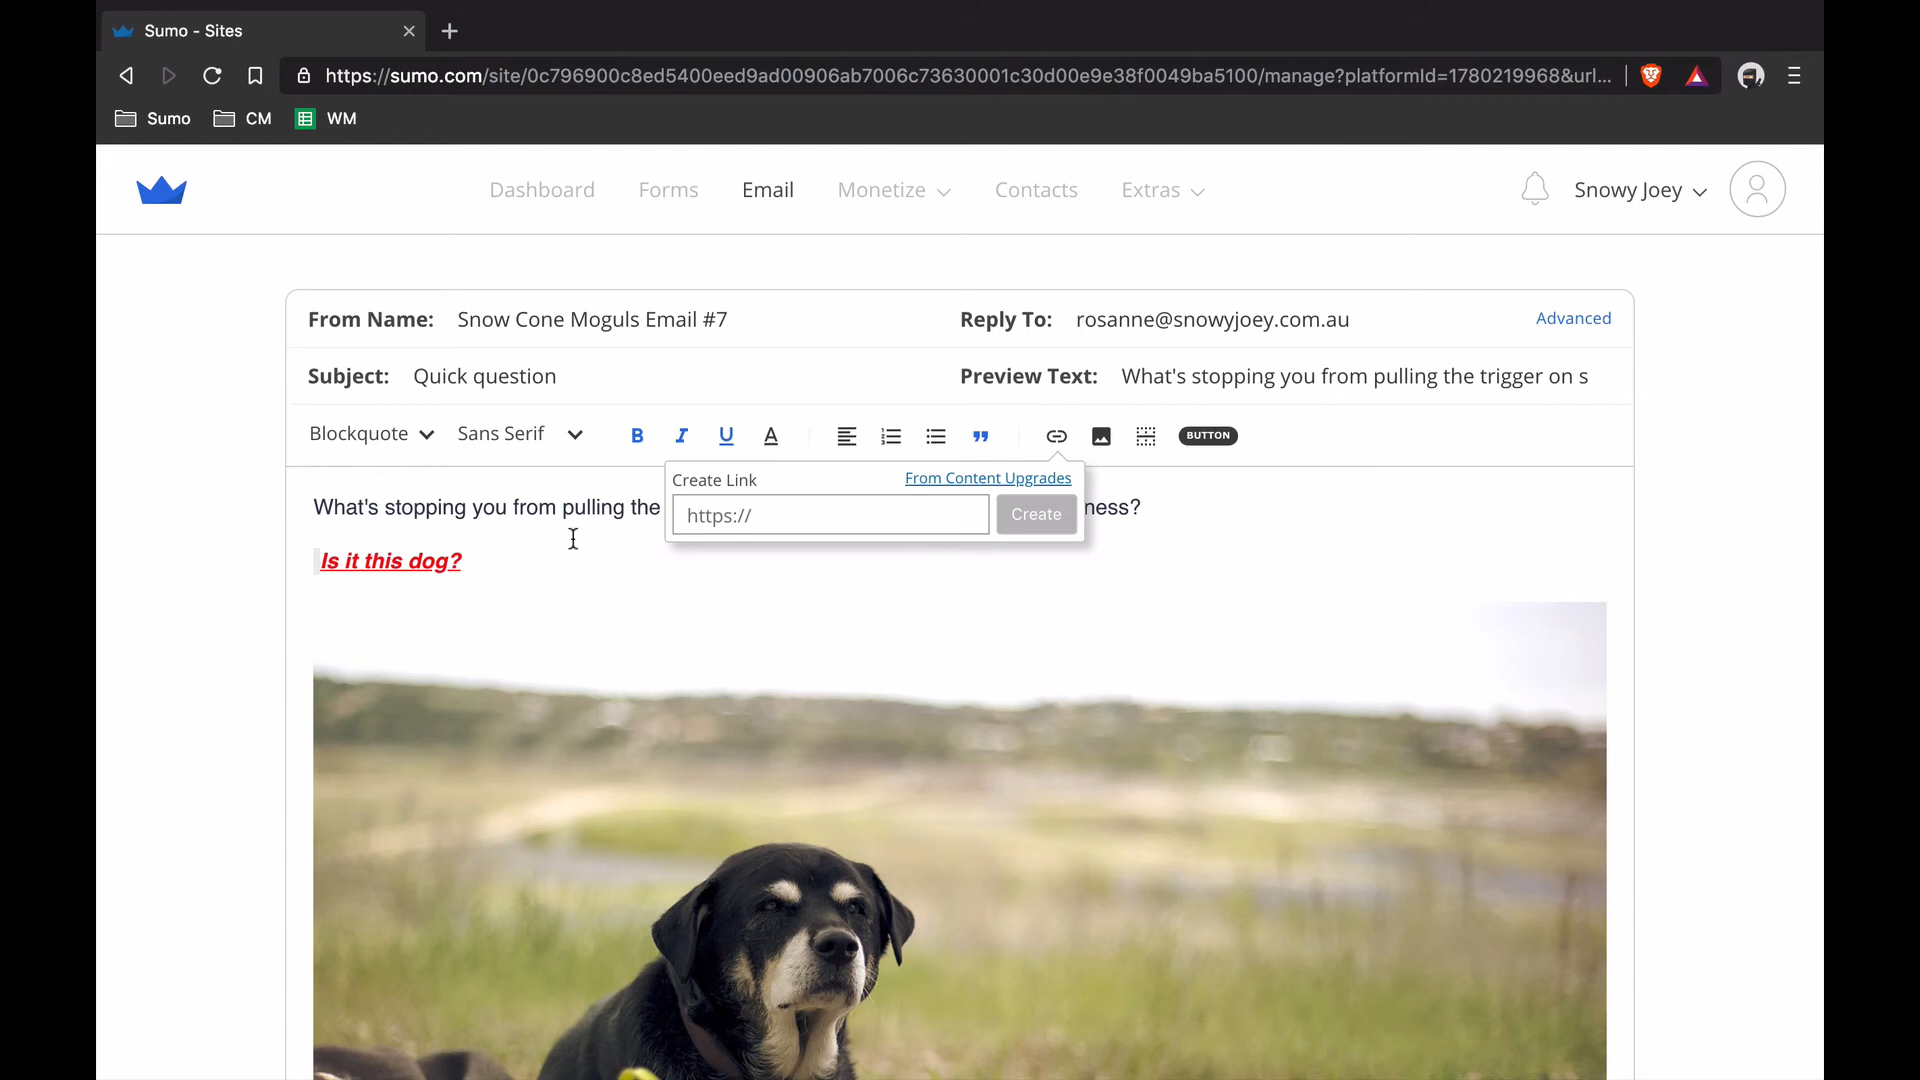 Sumo - Sites
https://sumo.com/site/0c796900c8ed5400eed9ad00906ab7006c73630001c30d00e9e38f0049ba5100/manage?platformId=1780219968&url...
Sumo CM WM
Dashboard Forms Email Monetize Contacts Extras Snowy Joey
From Name: Snow Cone Moguls Email #7 Reply To: rosanne@snowyjoey.com.au Advanced
Subject: Quick question Preview Text: What's stopping you from pulling the trigger on s
Blockquote Sans Serif B I U A BUTTON
Create Link From Content Upgrades
https:// Create
What's stopping you from pulling the ness?
Is it this dog?